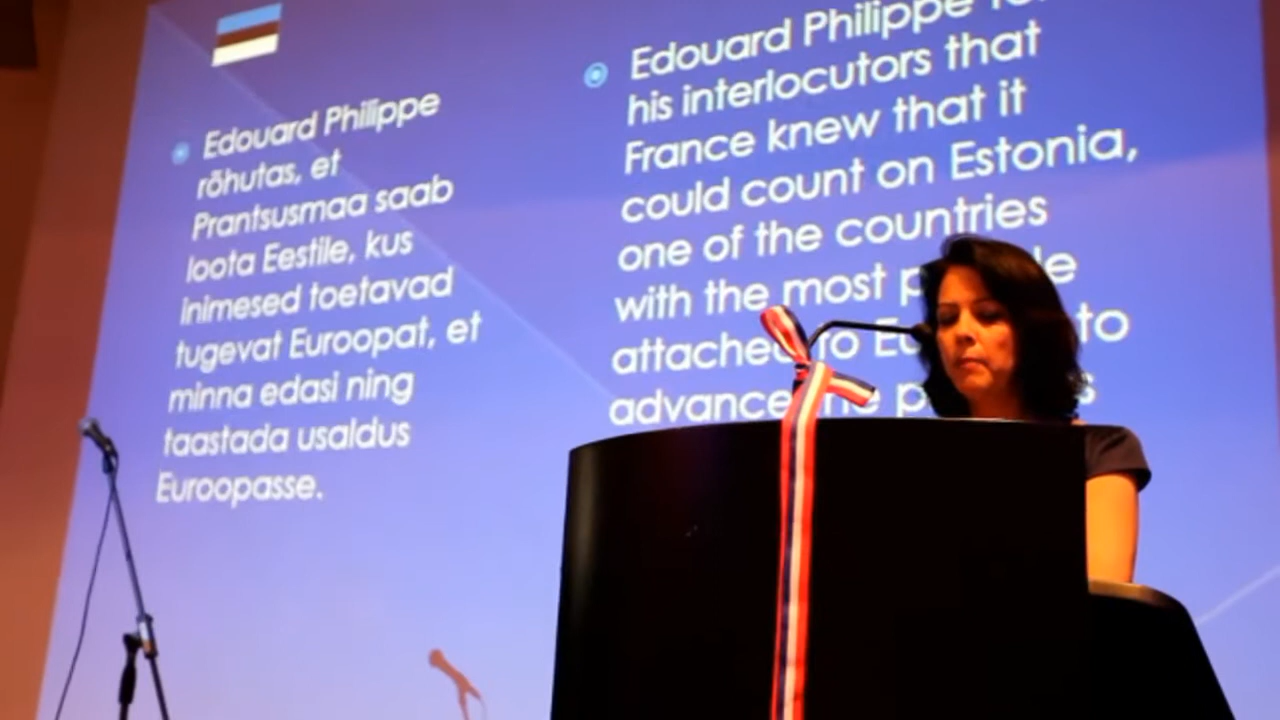 Edouard Philippe
rõhutas, et
Prantsusmaa saab
loota Eestile, kus
inimesed toetavad
tugevat Euroopat, et
minna edasi ning
taastada usaldus
Euroopasse.
Edouard Philippe
his interlocutors that
France knew that it
could count on Estonia,
one of the countries
with the most
attached to to
advance